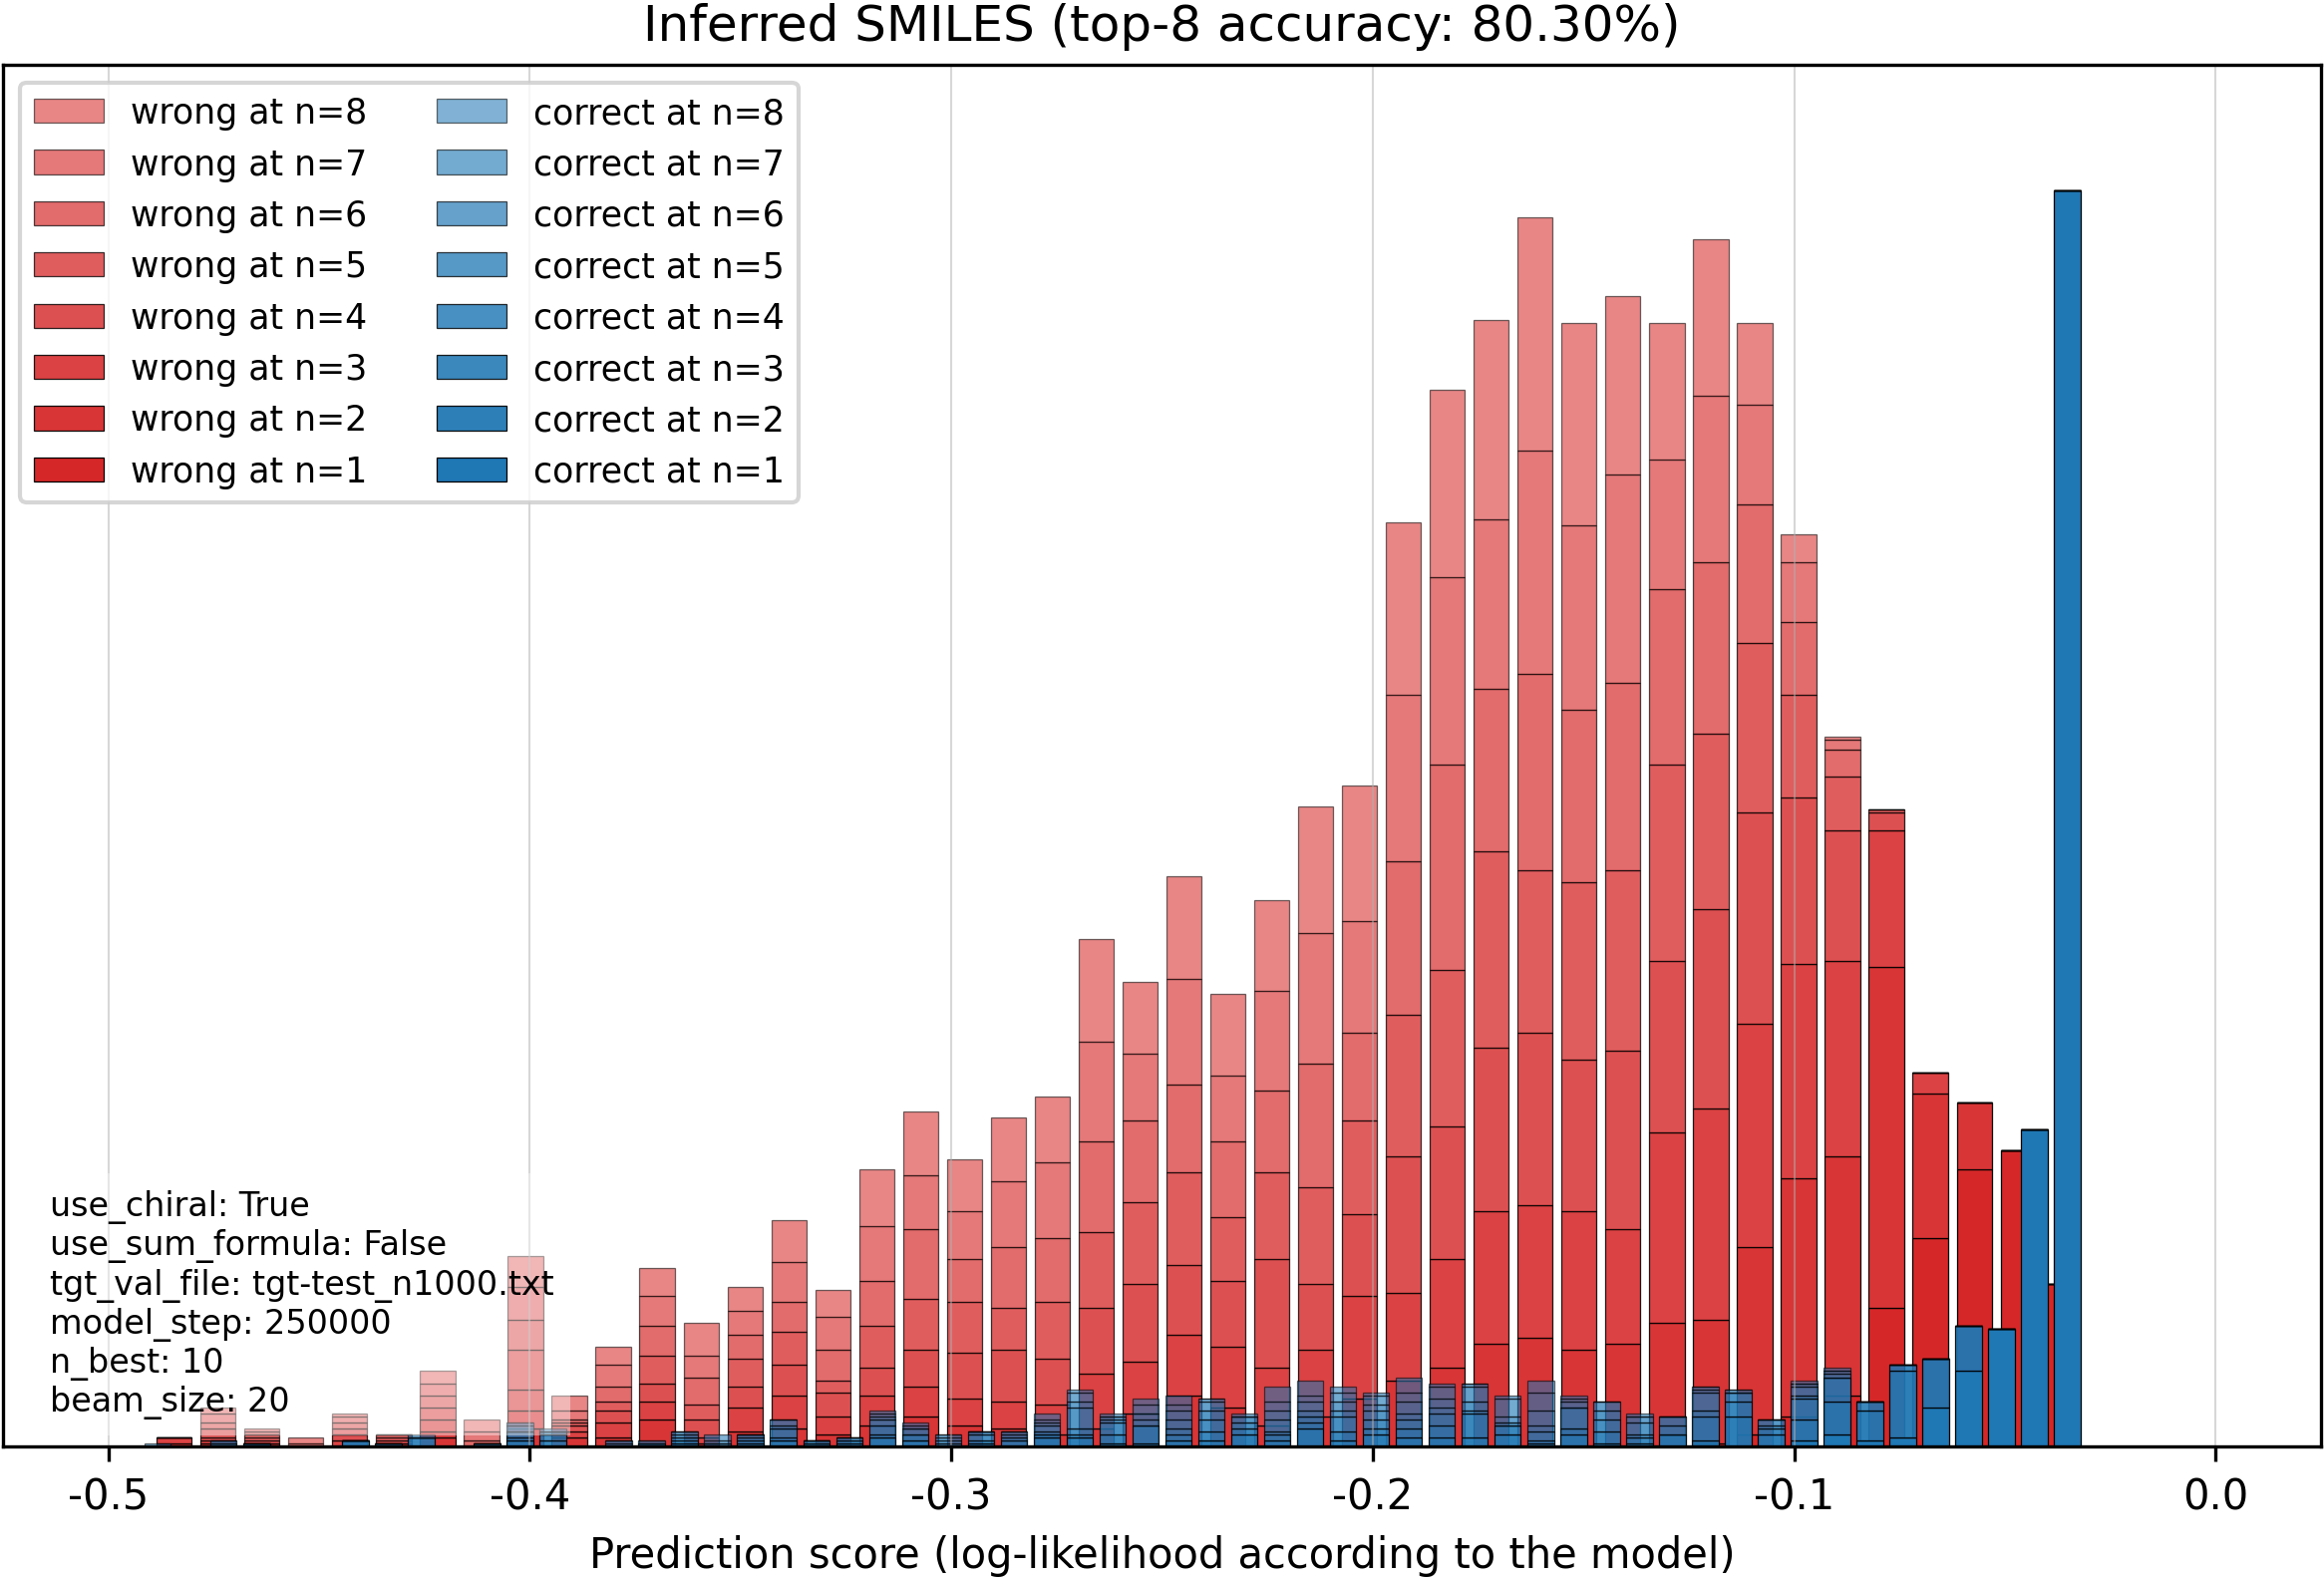 Inferred SMILES (top-8 accuracy: 80.30%)
wrong at n=8
wrong at n=7
wrong at n=6
wrong at n=5
wrong at n=4
wrong at n=3
wrong at n=2
wrong at n=1
correct at n=8
correct at n=7
correct at n=6
correct at n=5
correct at n=4
correct at n=3
correct at n=2
correct at n=1
use_chiral: True
use_sum_formula: False
tgt_val_file: tgt-test_n1000.txt
model_step: 250000
n_best: 10
beam_size: 20
-0.5 -0.4 -0.3 -0.2 -0.1 0.0
Prediction score (log-likelihood according to the model)